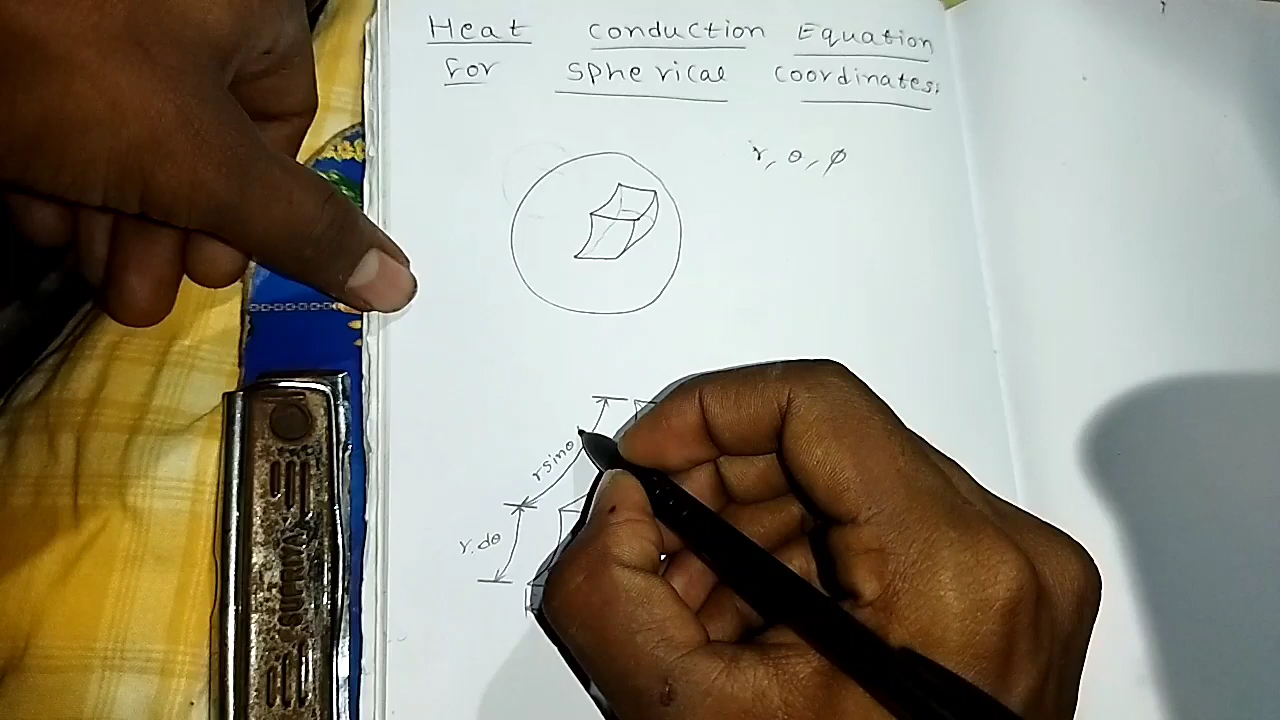 Heat conduction Equation
for spherical coordinates:
r, θ, φ
rsinθ
r.dθ